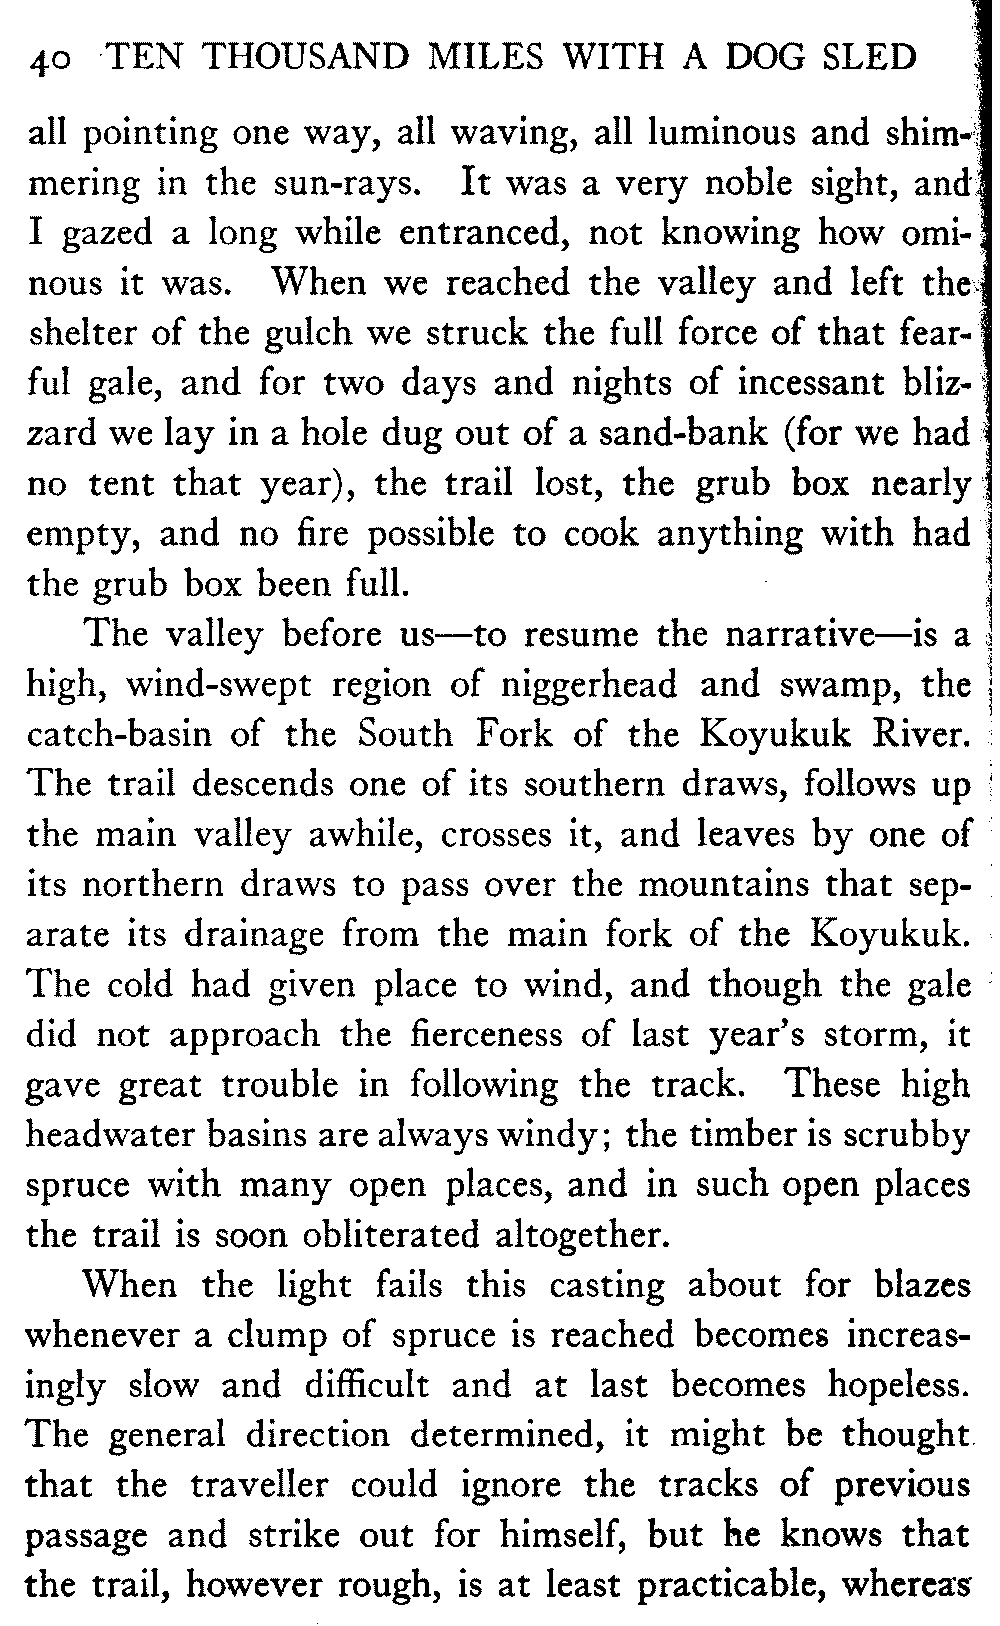 40 TEN THOUSAND MILES WITH A DOG SLED
all pointing one way, all waving, all luminous and shim-
mering in the sun-rays. It was a very noble sight, and
I gazed a long while entranced, not knowing how omi-
nous it was. When we reached the valley and left the
shelter of the gulch we struck the full force of that fear-
ful gale, and for two days and nights of incessant bliz-
zard we lay in a hole dug out of a sand-bank (for we had
no tent that year), the trail lost, the grub box nearly
empty, and no fire possible to cook anything with had
the grub box been full.
The valley before us—to resume the narrative—is a
high, wind-swept region of niggerhead and swamp, the
catch-basin of the South Fork of the Koyukuk River.
The trail descends one of its southern draws, follows up
the main valley awhile, crosses it, and leaves by one of
its northern draws to pass over the mountains that sep-
arate its drainage from the main fork of the Koyukuk.
The cold had given place to wind, and though the gale
did not approach the fierceness of last year's storm, it
gave great trouble in following the track. These high
headwater basins are always windy; the timber is scrubby
spruce with many open places, and in such open places
the trail is soon obliterated altogether.
When the light fails this casting about for blazes
whenever a clump of spruce is reached becomes increas-
ingly slow and difficult and at last becomes hopeless.
The general direction determined, it might be thought
that the traveller could ignore the tracks of previous
passage and strike out for himself, but he knows that
the trail, however rough, is at least practicable, whereas